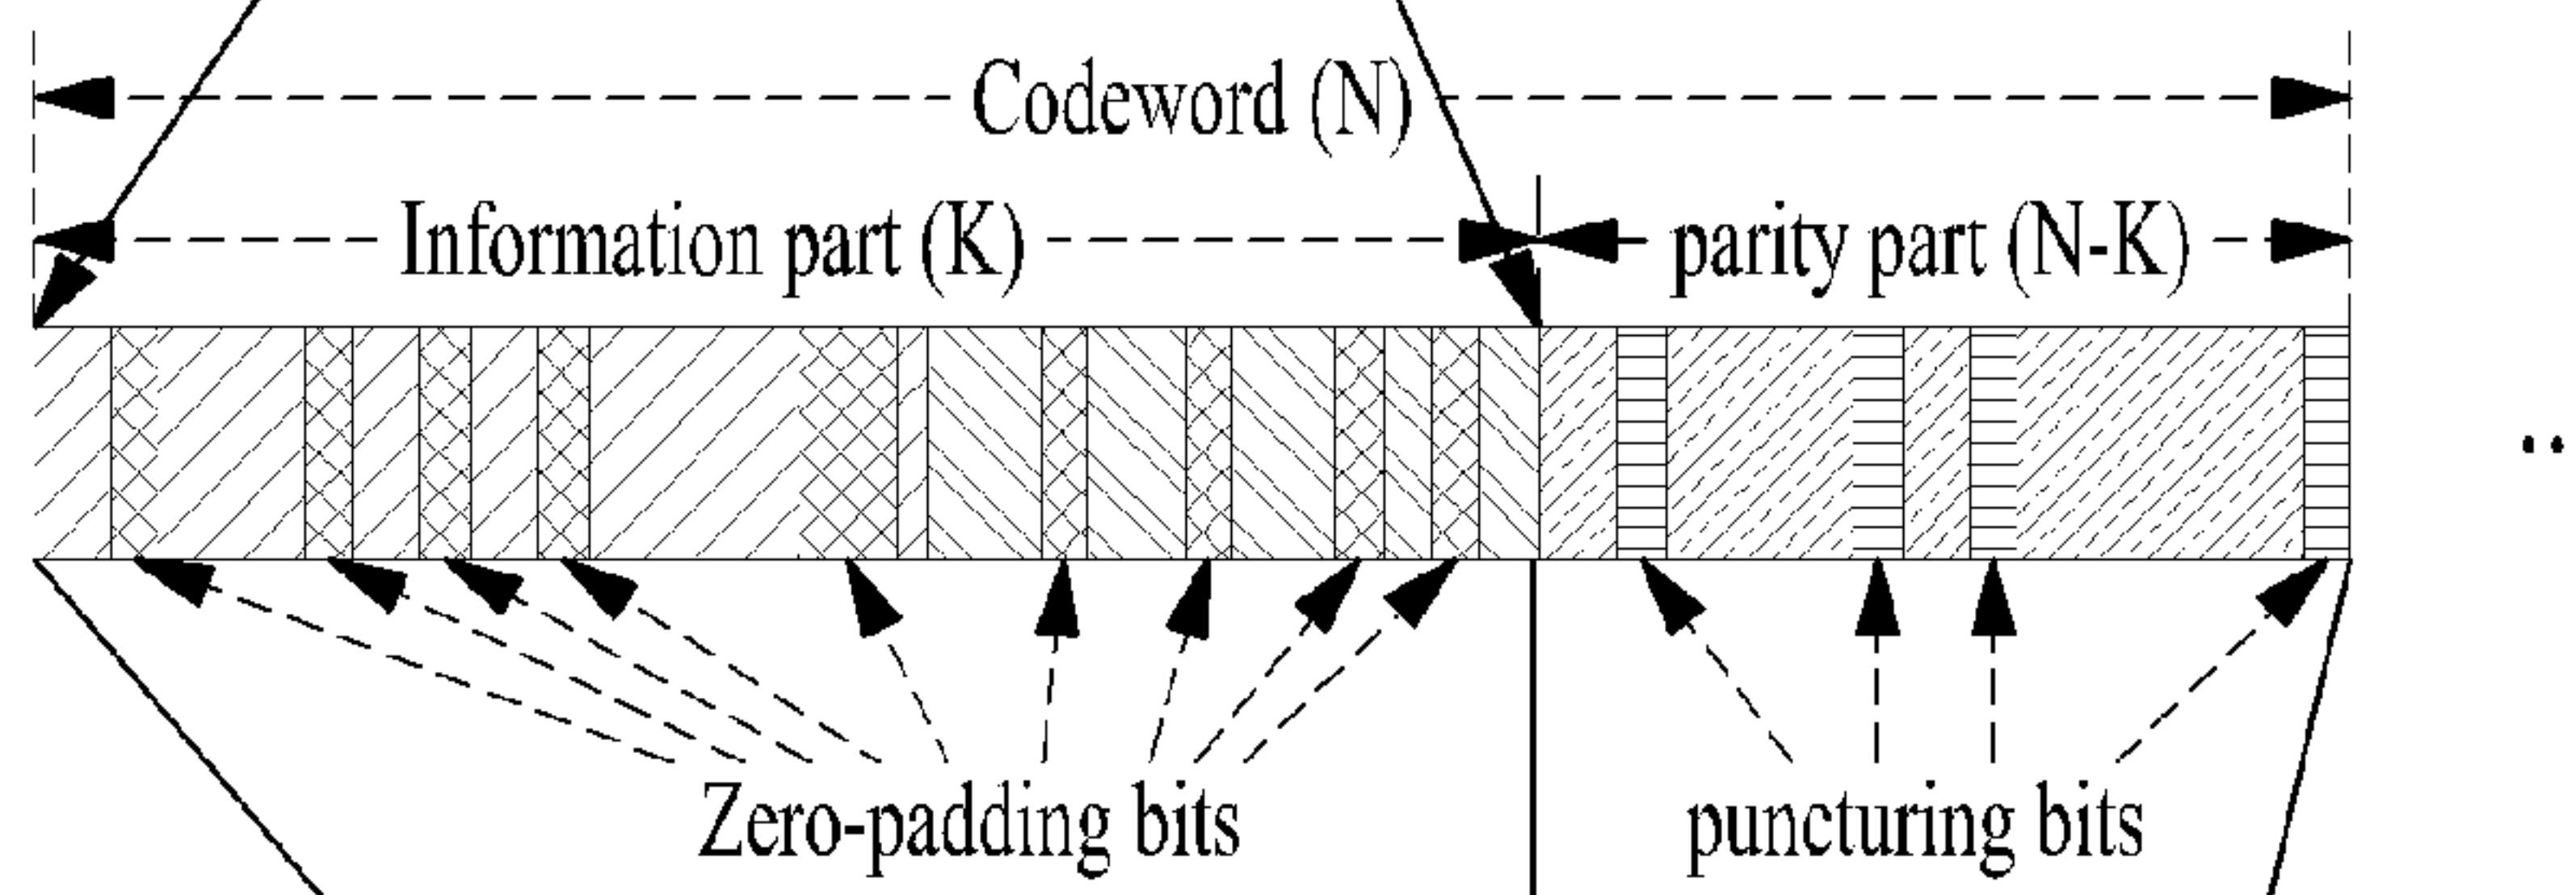 Codeword (N)
Information part (K)
parity part (N-K)
Zero-padding bits
puncturing bits